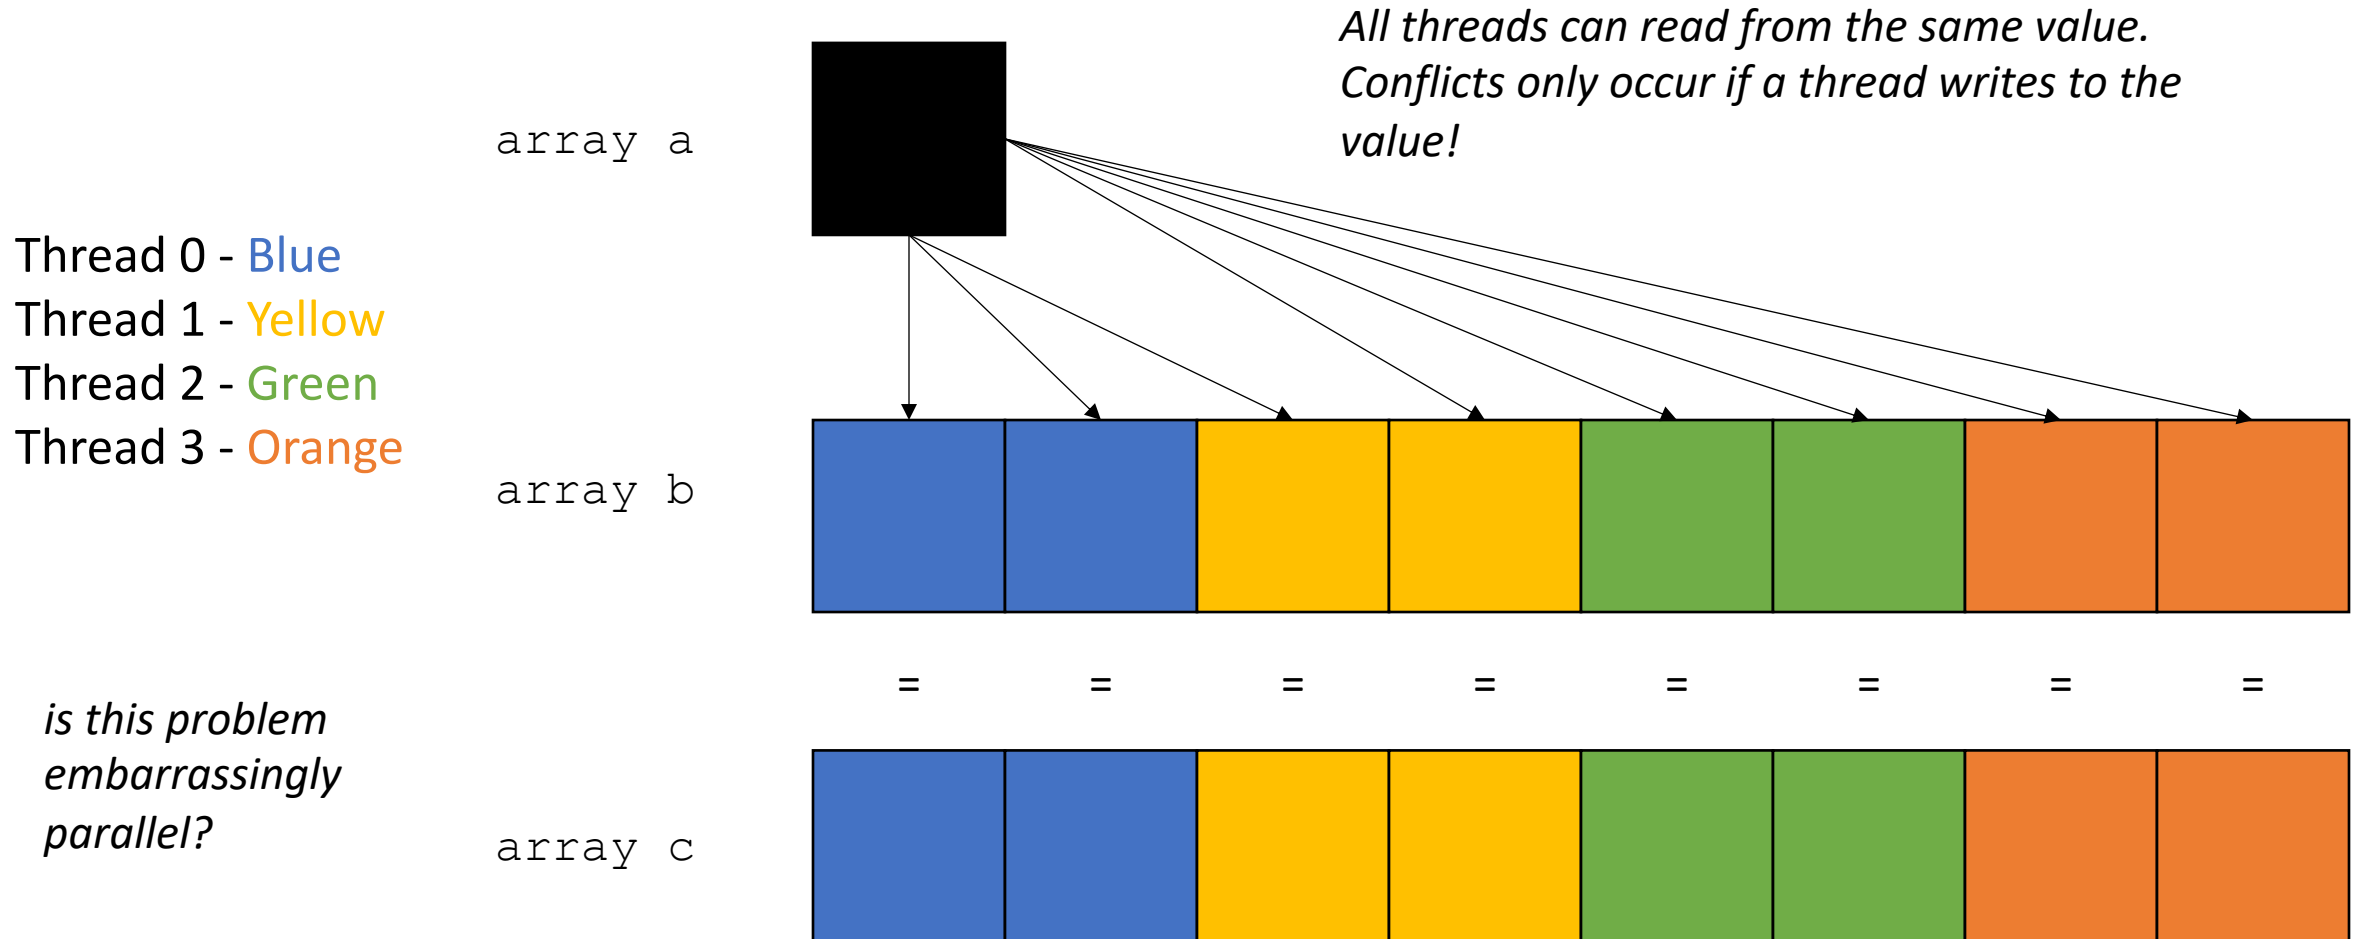 All threads can read from the same value.
Conflicts only occur if a thread writes to the
value!
array a
Thread 0 - Blue
Thread 1 - Yellow
Thread 2 - Green
Thread 3 - Orange
array b
= = = = = = = =
is this problem
embarrassingly
parallel?
array c